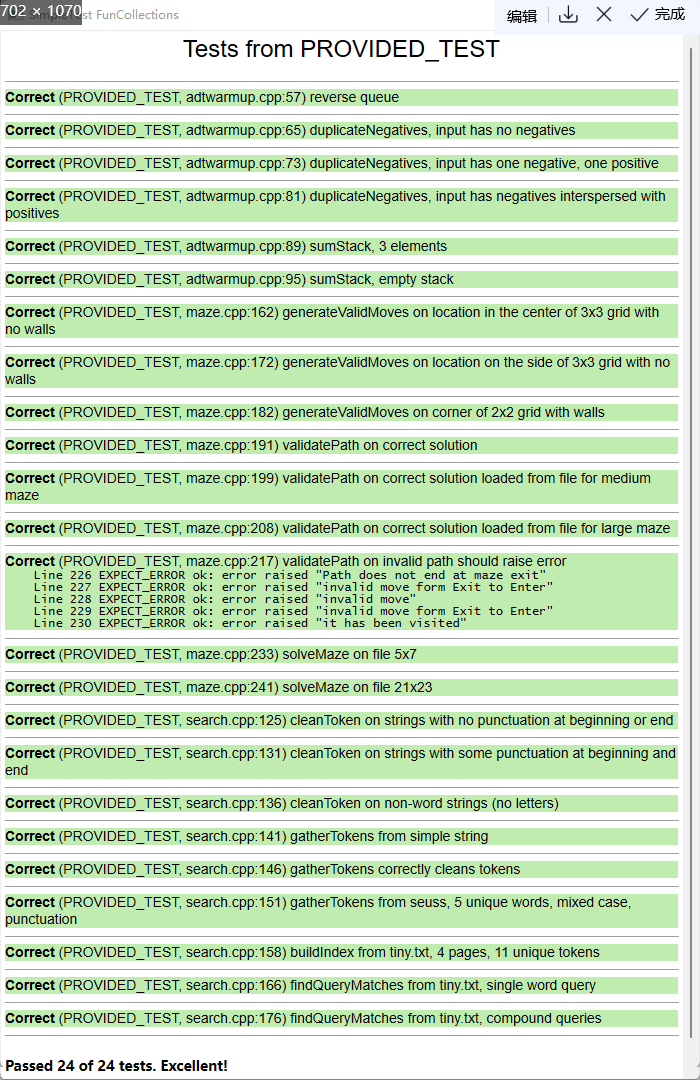 702 × 1070
SimpleTest FunCollections
编辑
完成
Tests from PROVIDED_TEST
Correct (PROVIDED_TEST, adtwarmup.cpp:57) reverse queue
Correct (PROVIDED_TEST, adtwarmup.cpp:65) duplicateNegatives, input has no negatives
Correct (PROVIDED_TEST, adtwarmup.cpp:73) duplicateNegatives, input has one negative, one positive
Correct (PROVIDED_TEST, adtwarmup.cpp:81) duplicateNegatives, input has negatives interspersed with
positives
Correct (PROVIDED_TEST, adtwarmup.cpp:89) sumStack, 3 elements
Correct (PROVIDED_TEST, adtwarmup.cpp:95) sumStack, empty stack
Correct (PROVIDED_TEST, maze.cpp:162) generateValidMoves on location in the center of 3x3 grid with
no walls
Correct (PROVIDED_TEST, maze.cpp:172) generateValidMoves on location on the side of 3x3 grid with no
walls
Correct (PROVIDED_TEST, maze.cpp:182) generateValidMoves on corner of 2x2 grid with walls
Correct (PROVIDED_TEST, maze.cpp:191) validatePath on correct solution
Correct (PROVIDED_TEST, maze.cpp:199) validatePath on correct solution loaded from file for medium
maze
Correct (PROVIDED_TEST, maze.cpp:208) validatePath on correct solution loaded from file for large maze
Correct (PROVIDED_TEST, maze.cpp:217) validatePath on invalid path should raise error
Line 226 EXPECT_ERROR ok: error raised "Path does not end at maze exit"
Line 227 EXPECT_ERROR ok: error raised "invalid move form Exit to Enter"
Line 228 EXPECT_ERROR ok: error raised "invalid move"
Line 229 EXPECT_ERROR ok: error raised "invalid move form Exit to Enter"
Line 230 EXPECT_ERROR ok: error raised "it has been visited"
Correct (PROVIDED_TEST, maze.cpp:233) solveMaze on file 5x7
Correct (PROVIDED_TEST, maze.cpp:241) solveMaze on file 21x23
Correct (PROVIDED_TEST, search.cpp:125) cleanToken on strings with no punctuation at beginning or end
Correct (PROVIDED_TEST, search.cpp:131) cleanToken on strings with some punctuation at beginning and
end
Correct (PROVIDED_TEST, search.cpp:136) cleanToken on non-word strings (no letters)
Correct (PROVIDED_TEST, search.cpp:141) gatherTokens from simple string
Correct (PROVIDED_TEST, search.cpp:146) gatherTokens correctly cleans tokens
Correct (PROVIDED_TEST, search.cpp:151) gatherTokens from seuss, 5 unique words, mixed case,
punctuation
Correct (PROVIDED_TEST, search.cpp:158) buildIndex from tiny.txt, 4 pages, 11 unique tokens
Correct (PROVIDED_TEST, search.cpp:166) findQueryMatches from tiny.txt, single word query
Correct (PROVIDED_TEST, search.cpp:176) findQueryMatches from tiny.txt, compound queries
Passed 24 of 24 tests. Excellent!